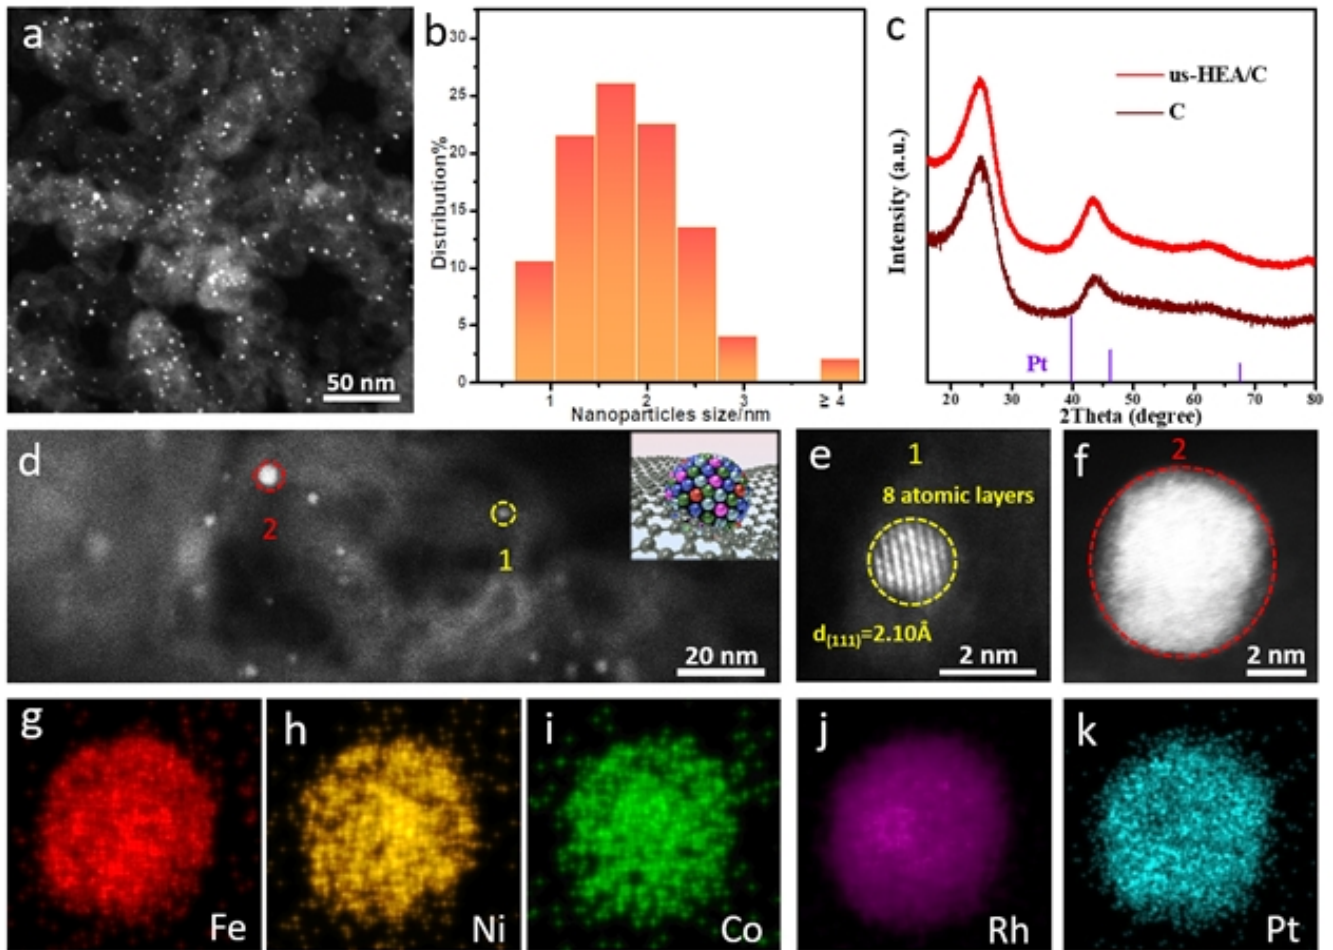 a
50 nm
b
Distribution%
30
25
20
15
10
5
0
1
2
3
≥ 4
Nanoparticles size/nm
c
us-HEA/C
C
Intensity (a.u.)
Pt
20
30
40
50
60
70
80
2Theta (degree)
d
2
1
20 nm
e
1
8 atomic layers
d(111)=2.10Å
2 nm
f
2
2 nm
g
Fe
h
Ni
i
Co
j
Rh
k
Pt